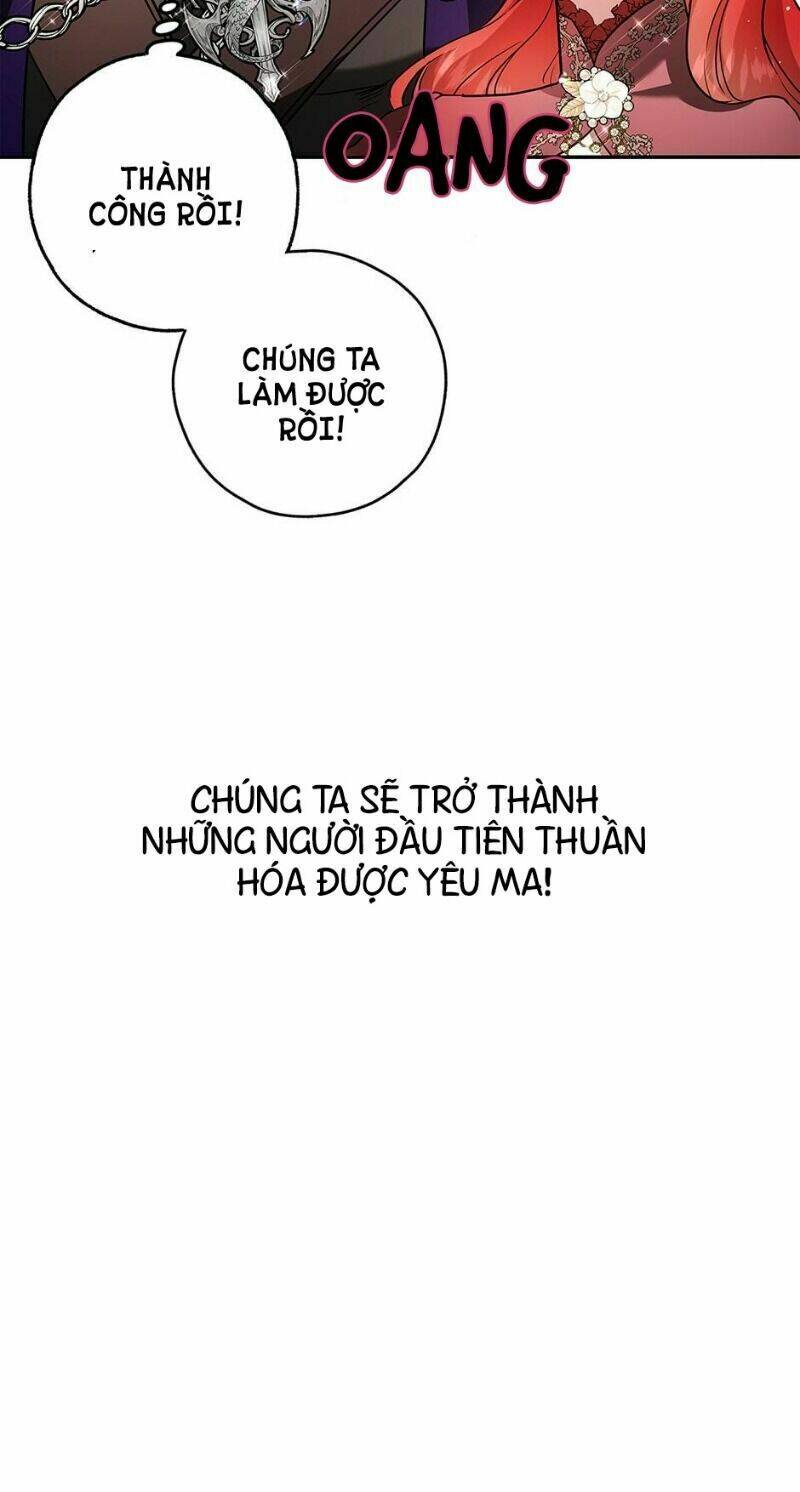 OANG
THÀNH
CÔNG RỒI!
CHÚNG TA
LÀM ĐƯỢC
RỒI!
CHÚNG TA SẼ TRỞ THÀNH
NHỮNG NGƯỜI ĐẦU TIÊN THUẦN
HÓA ĐƯỢC YÊU MA!